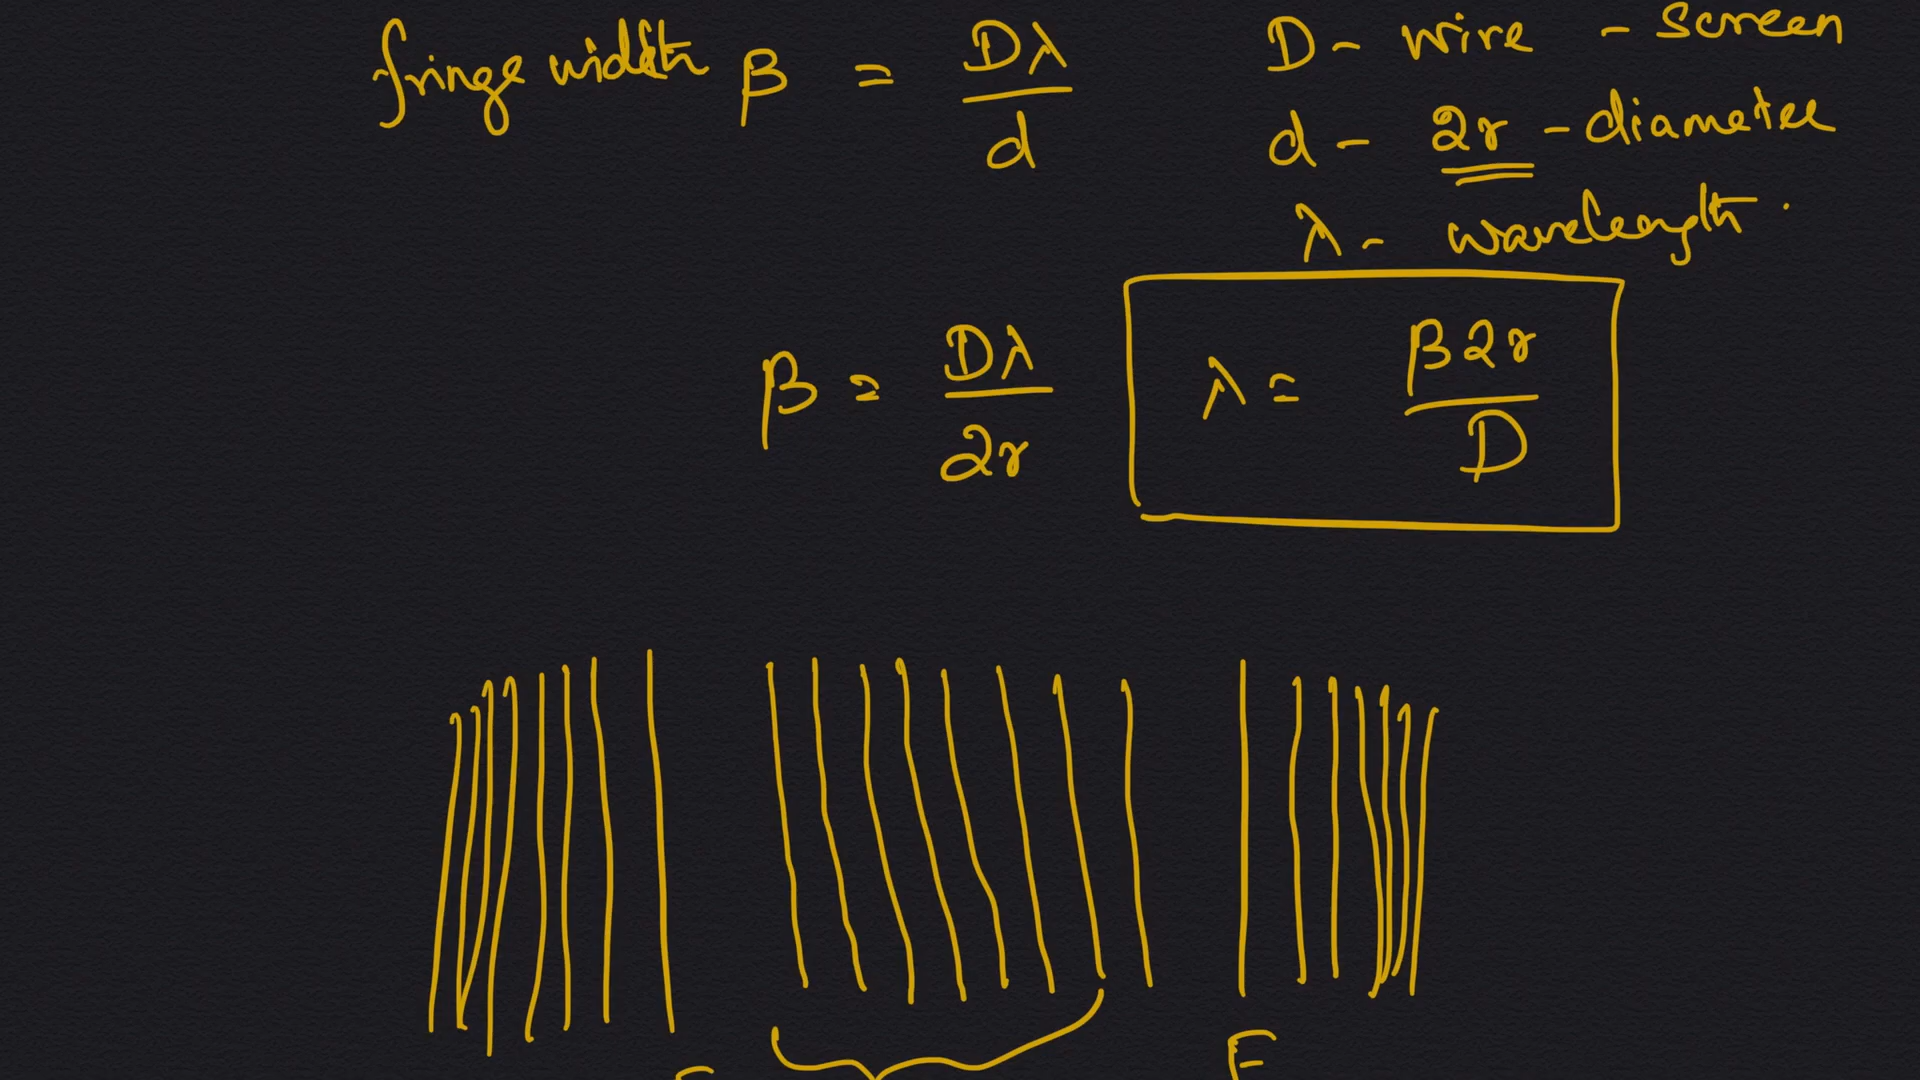 fringe width β = Dλ/d
D - wire - screen
d - 2r - diameter
λ - wavelength.
β = Dλ/2r
λ = β2r/D
F